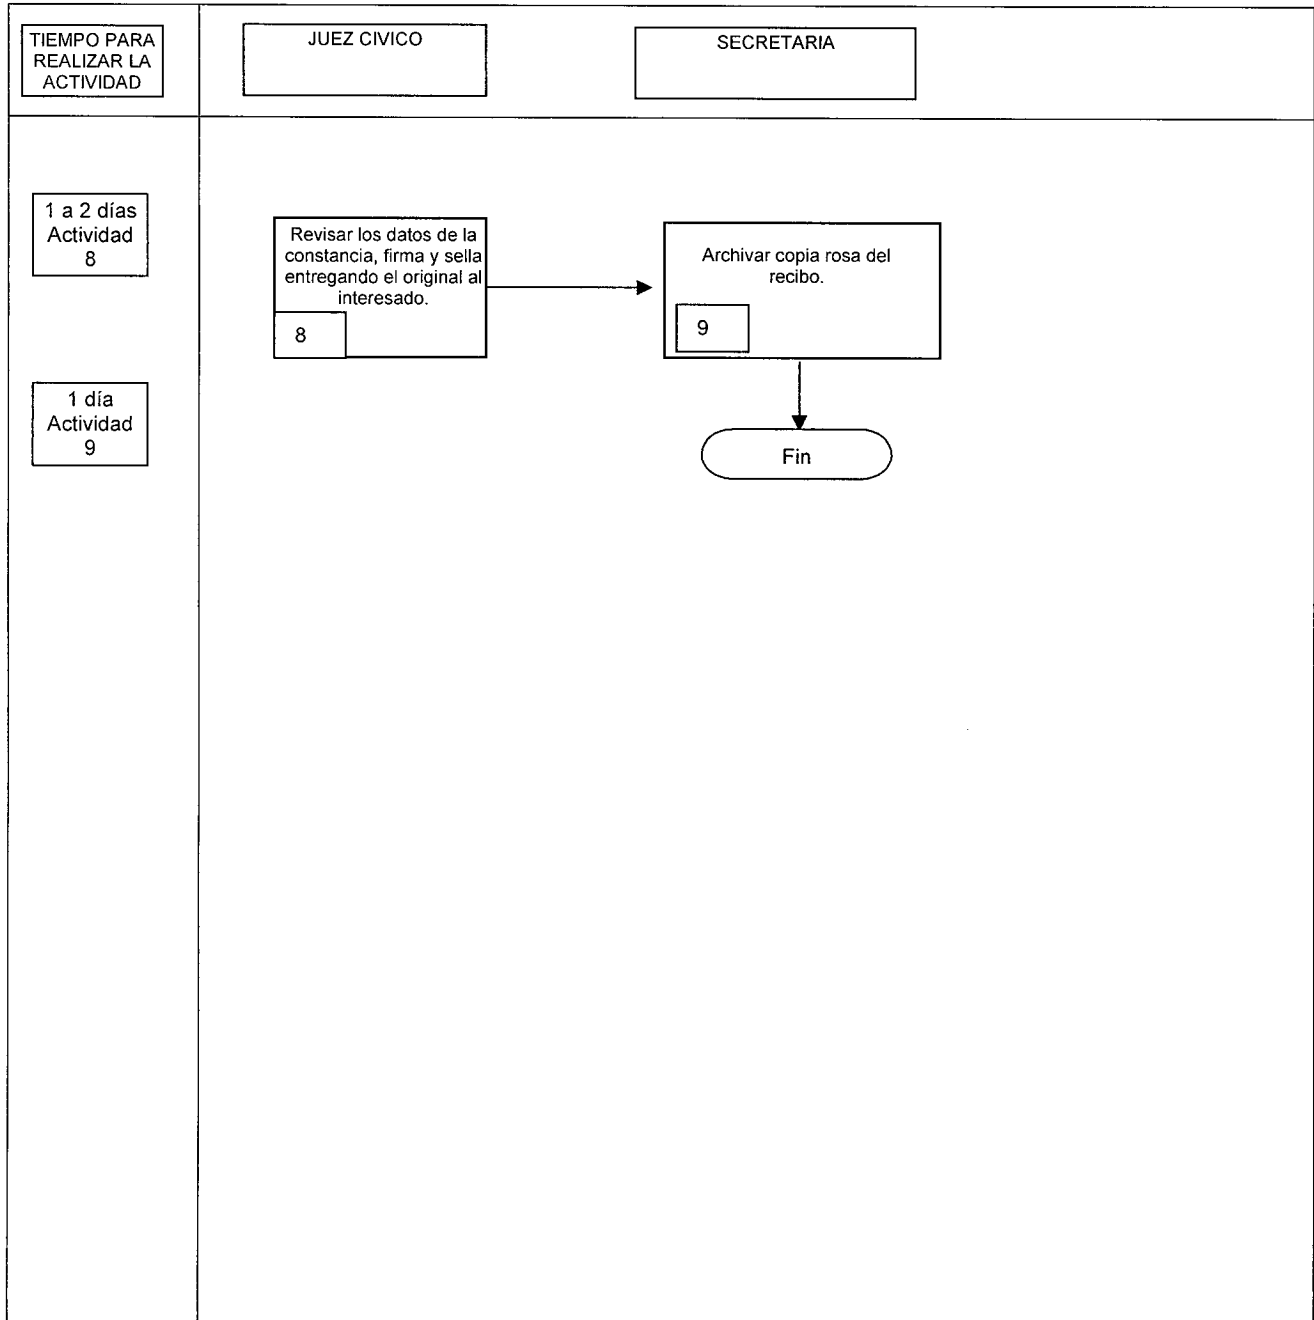 TIEMPO PARA
REALIZAR LA
ACTIVIDAD
JUEZ CIVICO
SECRETARIA
1 a 2 días
Actividad
8
Revisar los datos de la
constancia, firma y sella
entregando el original al
interesado.
8
Archivar copia rosa del
recibo.
9
1 día
Actividad
9
Fin